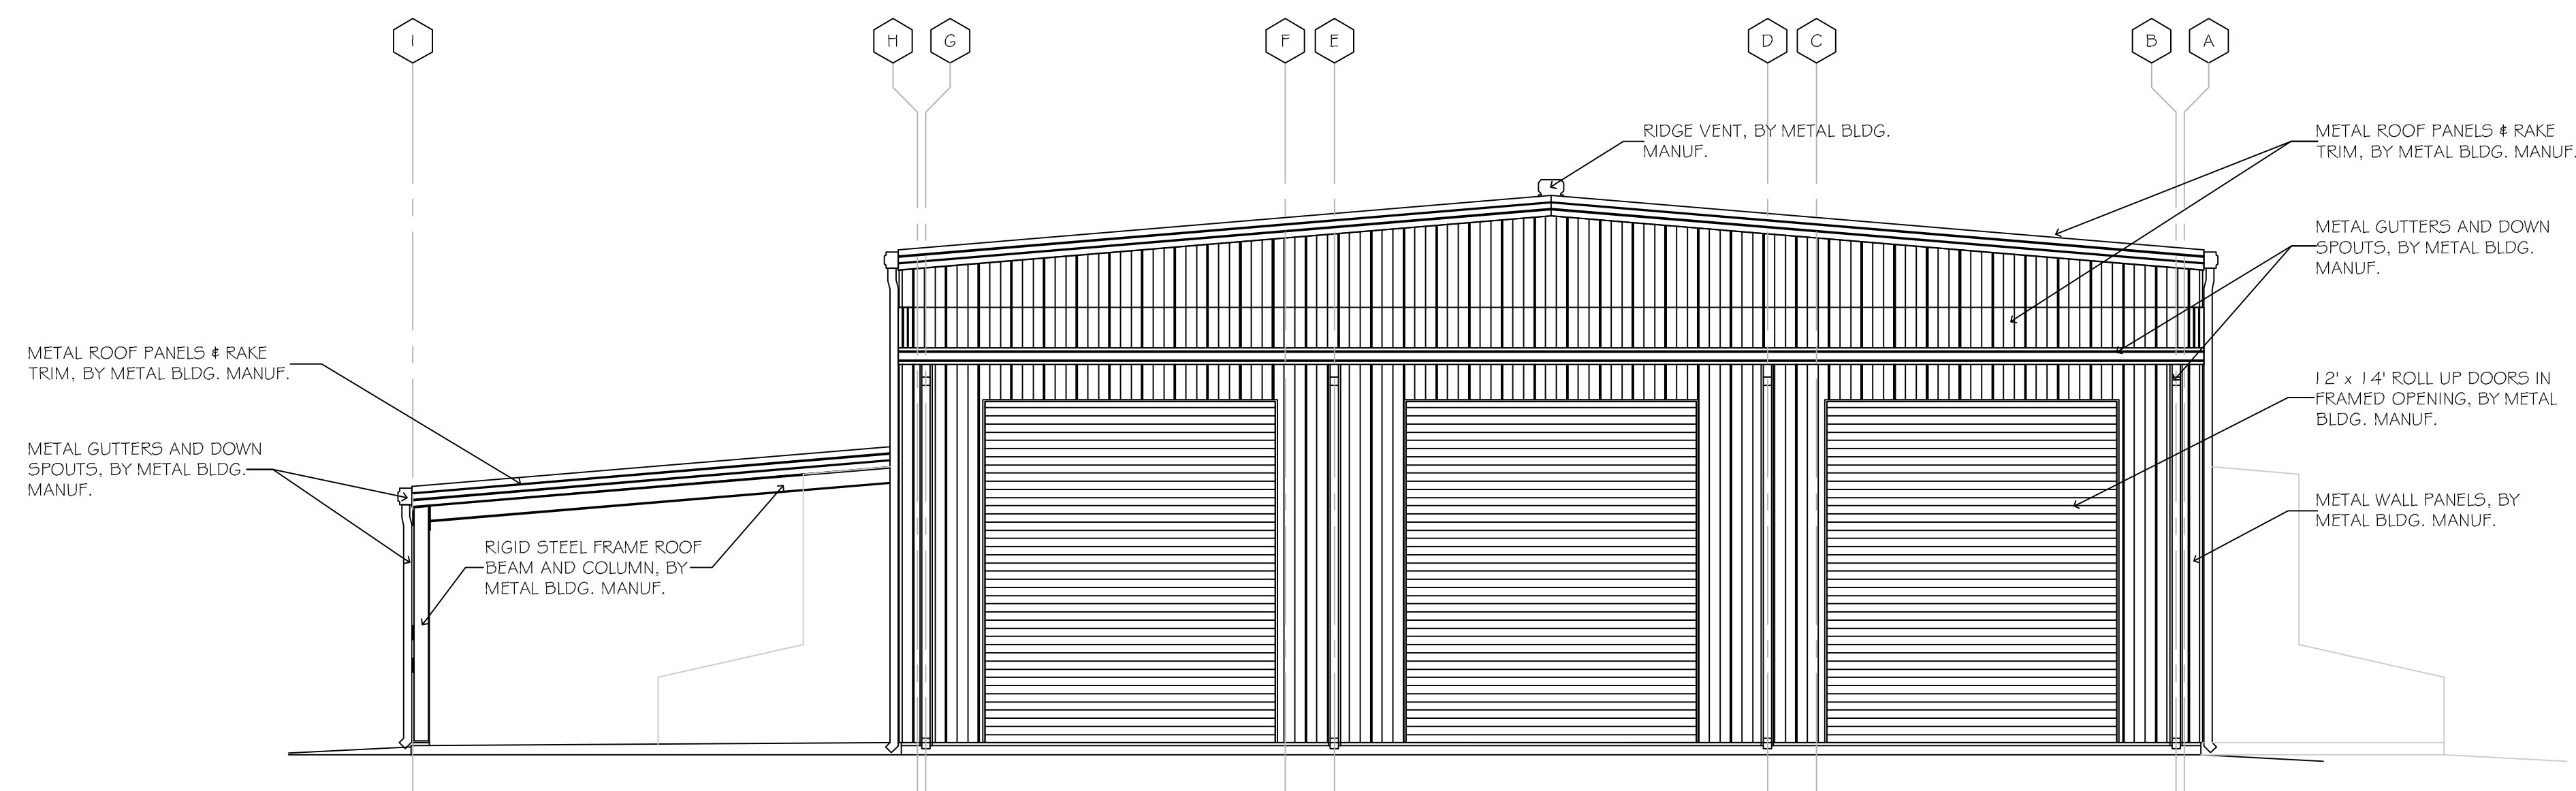 I
H
G
F
E
D
C
B
A
RIDGE VENT, BY METAL BLDG.
MANUF.
METAL ROOF PANELS & RAKE
TRIM, BY METAL BLDG. MANUF.
METAL GUTTERS AND DOWN
SPOUTS, BY METAL BLDG.
MANUF.
METAL ROOF PANELS & RAKE
TRIM, BY METAL BLDG. MANUF.
12' x 14' ROLL UP DOORS IN
FRAMED OPENING, BY METAL
BLDG. MANUF.
METAL GUTTERS AND DOWN
SPOUTS, BY METAL BLDG.
MANUF.
METAL WALL PANELS, BY
METAL BLDG. MANUF.
RIGID STEEL FRAME ROOF
BEAM AND COLUMN, BY
METAL BLDG. MANUF.